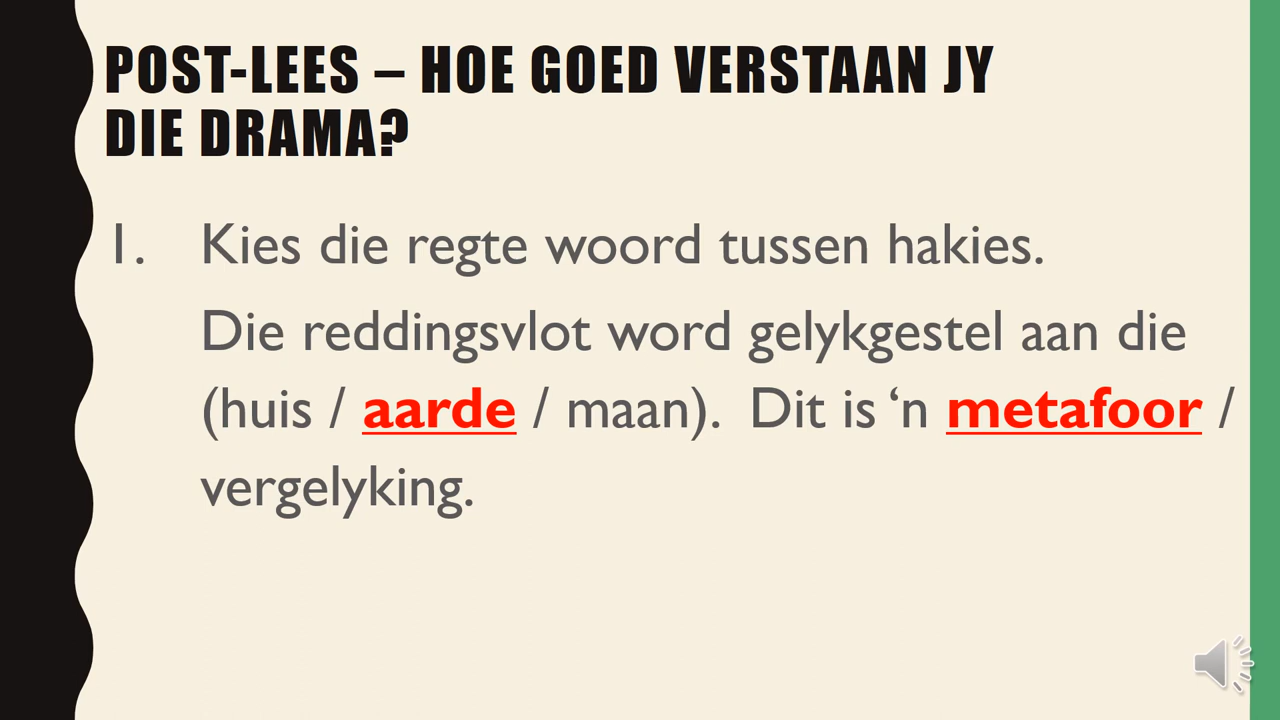 POST-LEES – HOE GOED VERSTAAN JY
DIE DRAMA?
1. Kies die regte woord tussen hakies.
Die reddingsvlot word gelykgestel aan die
(huis / aarde / maan). Dit is ‘n metafoor /
vergelyking.